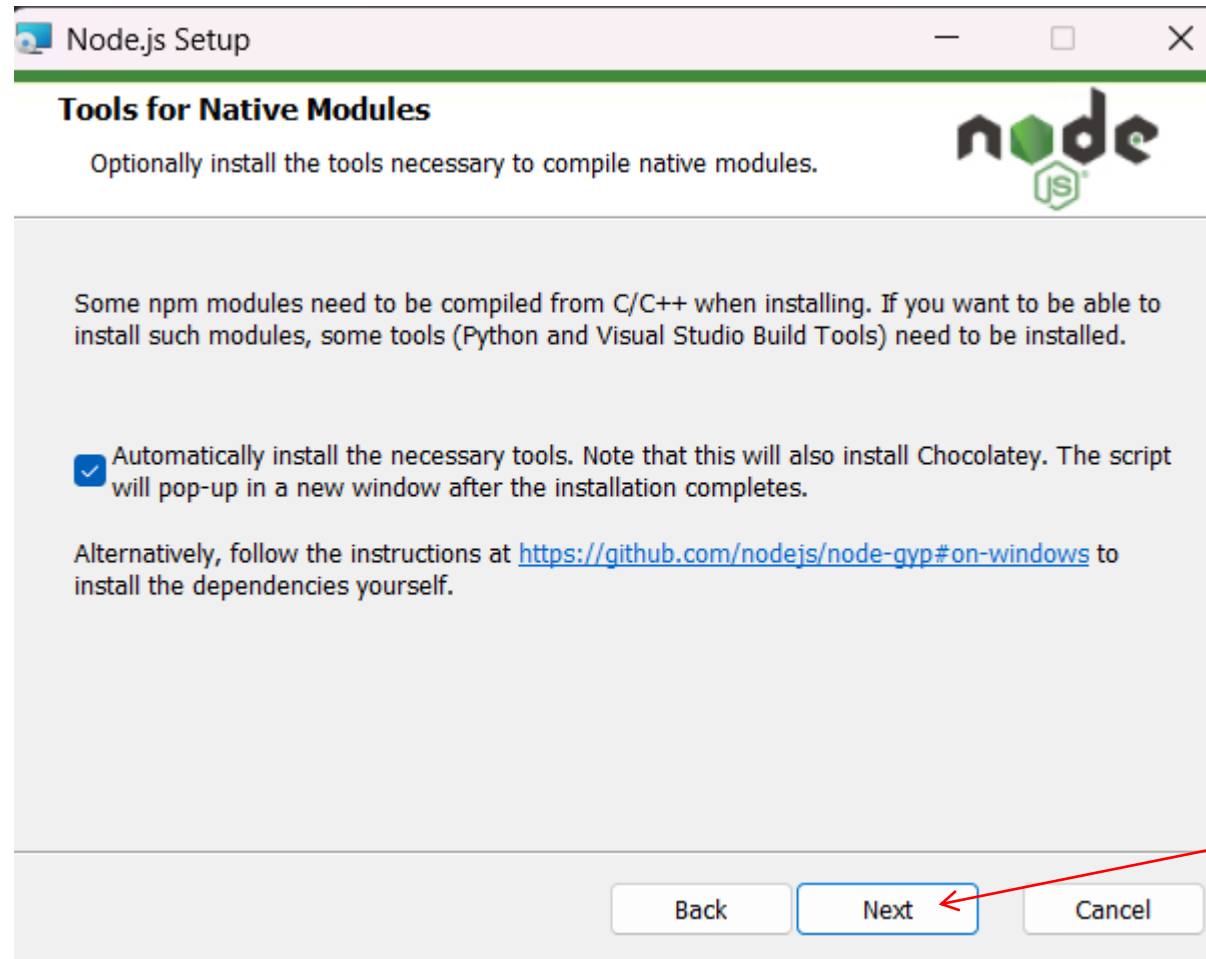 Node.js Setup
Tools for Native Modules
Optionally install the tools necessary to compile native modules.
node
JS
Some npm modules need to be compiled from C/C++ when installing. If you want to be able to
install such modules, some tools (Python and Visual Studio Build Tools) need to be installed.
Automatically install the necessary tools. Note that this will also install Chocolatey. The script
will pop-up in a new window after the installation completes.
Alternatively, follow the instructions at https://github.com/nodejs/node-gyp#on-windows to
install the dependencies yourself.
Back Next Cancel